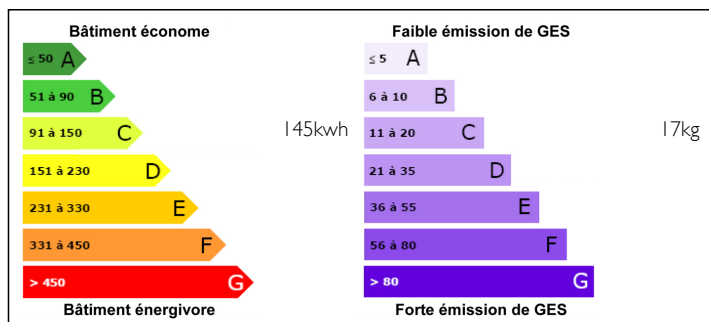 Bâtiment économe
≤ 50 A
51 à 90 B
91 à 150 C
145kwh
151 à 230 D
231 à 330 E
331 à 450 F
> 450 G
Bâtiment énergivore
Faible émission de GES
≤ 5 A
6 à 10 B
11 à 20 C
17kg
21 à 35 D
36 à 55 E
56 à 80 F
> 80 G
Forte émission de GES